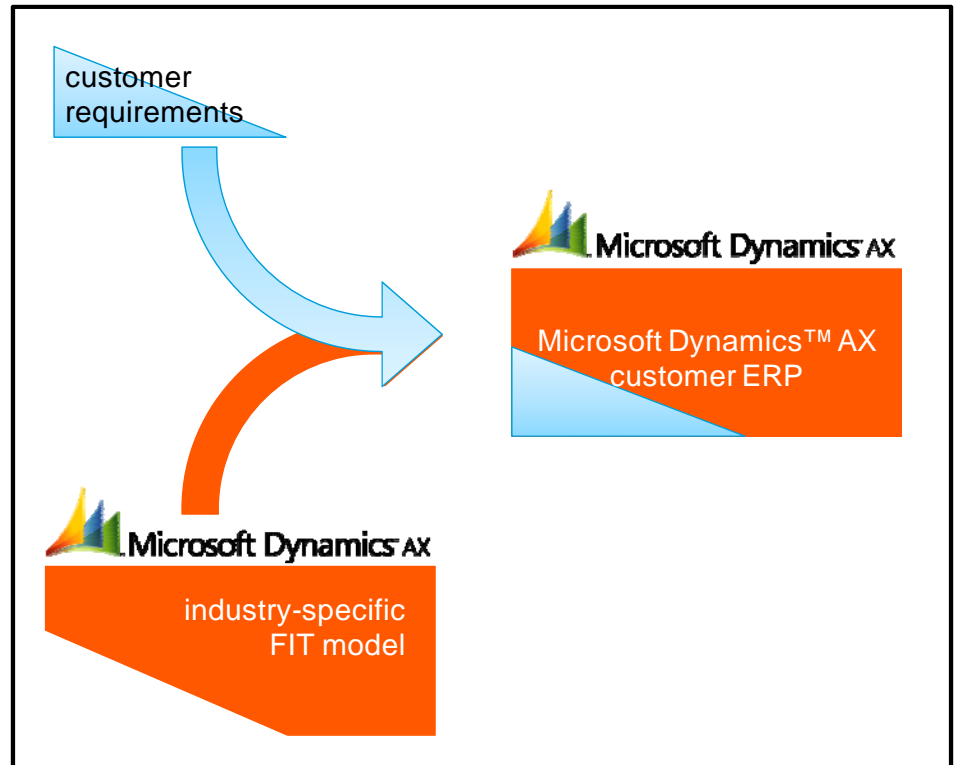 customer
requirements
Microsoft Dynamics AX
Microsoft Dynamics™ AX
customer ERP
Microsoft Dynamics AX
industry-specific
FIT model